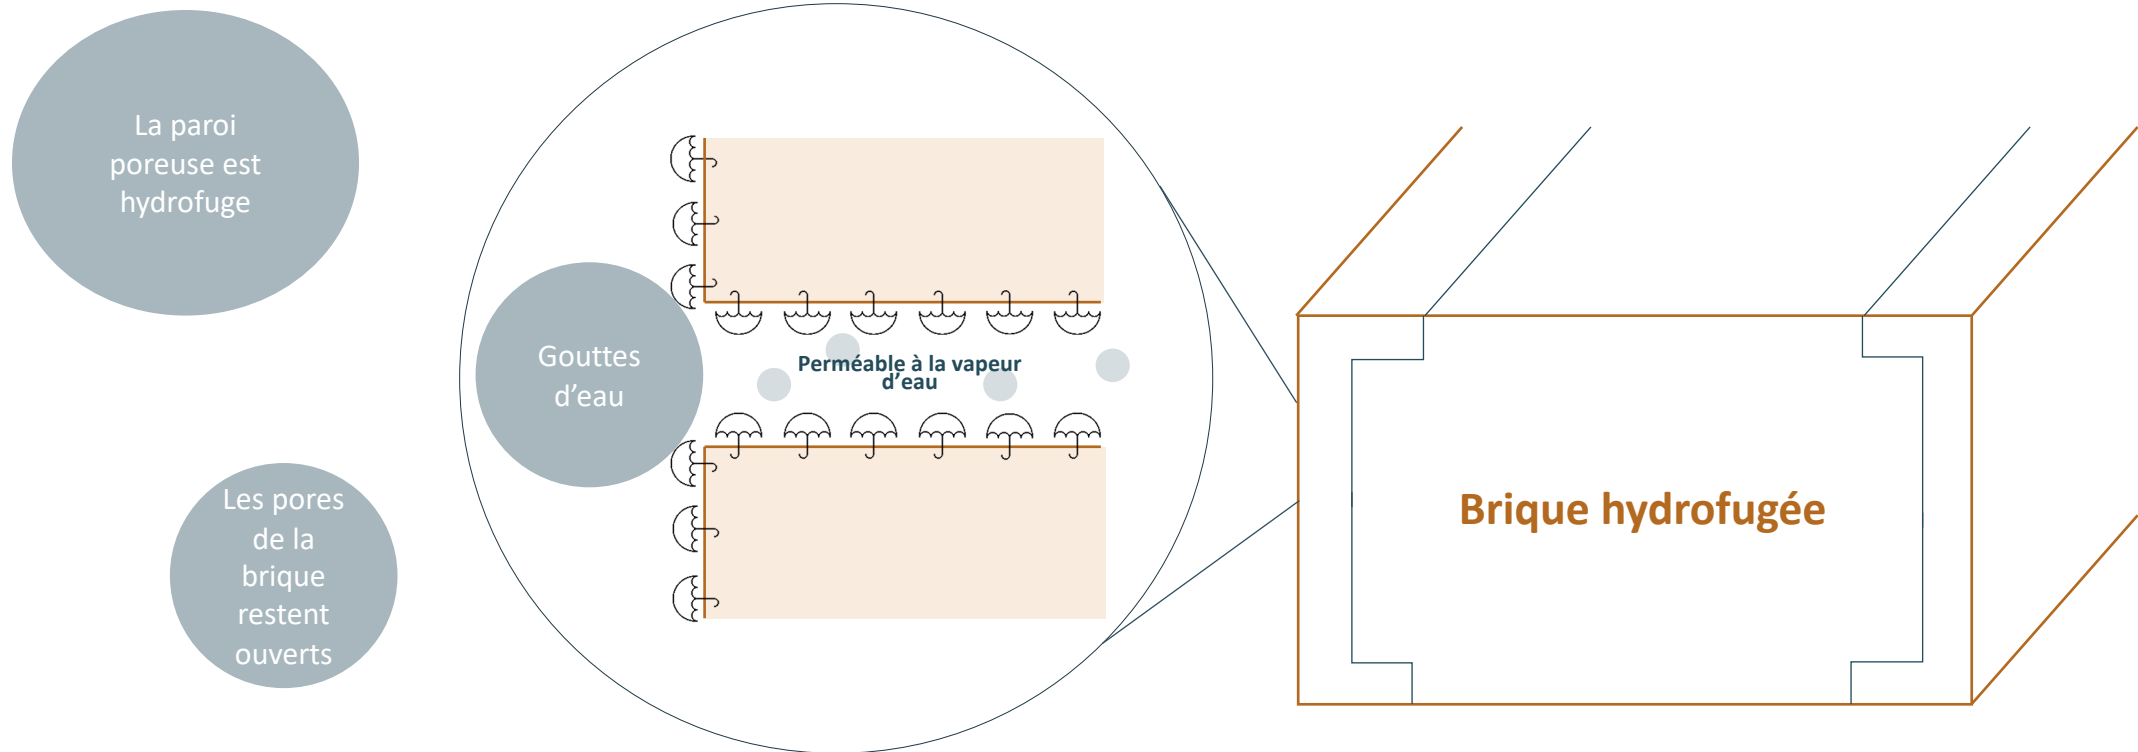 La paroi
poreuse est
hydrofuge
Gouttes
d’eau
Perméable à la vapeur
d’eau
Les pores
de la
brique
restent
ouverts
Brique hydrofugée